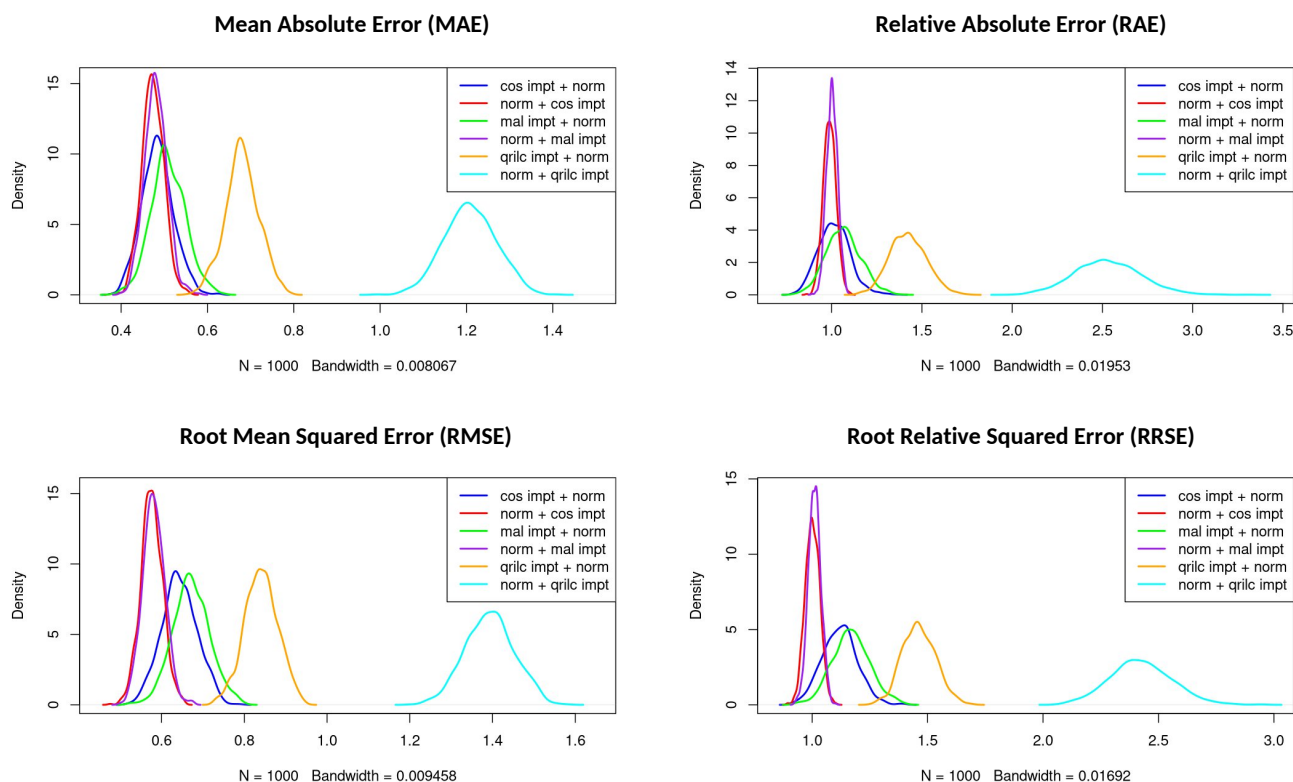 Mean Absolute Error (MAE)
Density
0
5
10
15
0.4 0.6 0.8 1.0 1.2 1.4
cos impt + norm
norm + cos impt
mal impt + norm
norm + mal impt
qrilc impt + norm
norm + qrilc impt
N = 1000 Bandwidth = 0.008067
Relative Absolute Error (RAE)
Density
0
2
4
6
8
10
12
14
1.0 1.5 2.0 2.5 3.0 3.5
cos impt + norm
norm + cos impt
mal impt + norm
norm + mal impt
qrilc impt + norm
norm + qrilc impt
N = 1000 Bandwidth = 0.01953
Root Mean Squared Error (RMSE)
Density
0
5
10
15
0.6 0.8 1.0 1.2 1.4 1.6
cos impt + norm
norm + cos impt
mal impt + norm
norm + mal impt
qrilc impt + norm
norm + qrilc impt
N = 1000 Bandwidth = 0.009458
Root Relative Squared Error (RRSE)
Density
0
5
10
15
1.0 1.5 2.0 2.5 3.0
cos impt + norm
norm + cos impt
mal impt + norm
norm + mal impt
qrilc impt + norm
norm + qrilc impt
N = 1000 Bandwidth = 0.01692